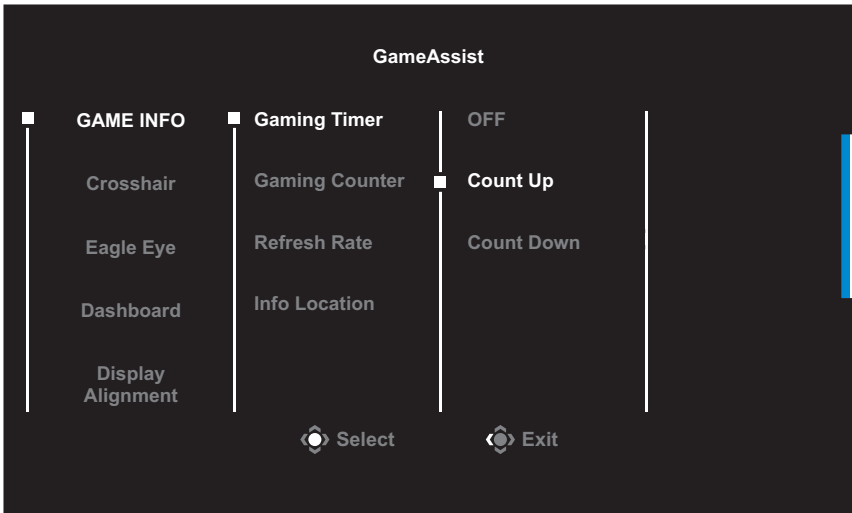 GameAssist
GAME INFO
Gaming Timer
OFF
Crosshair
Gaming Counter
Count Up
Eagle Eye
Refresh Rate
Count Down
Dashboard
Info Location
Display
Alignment
Select
Exit